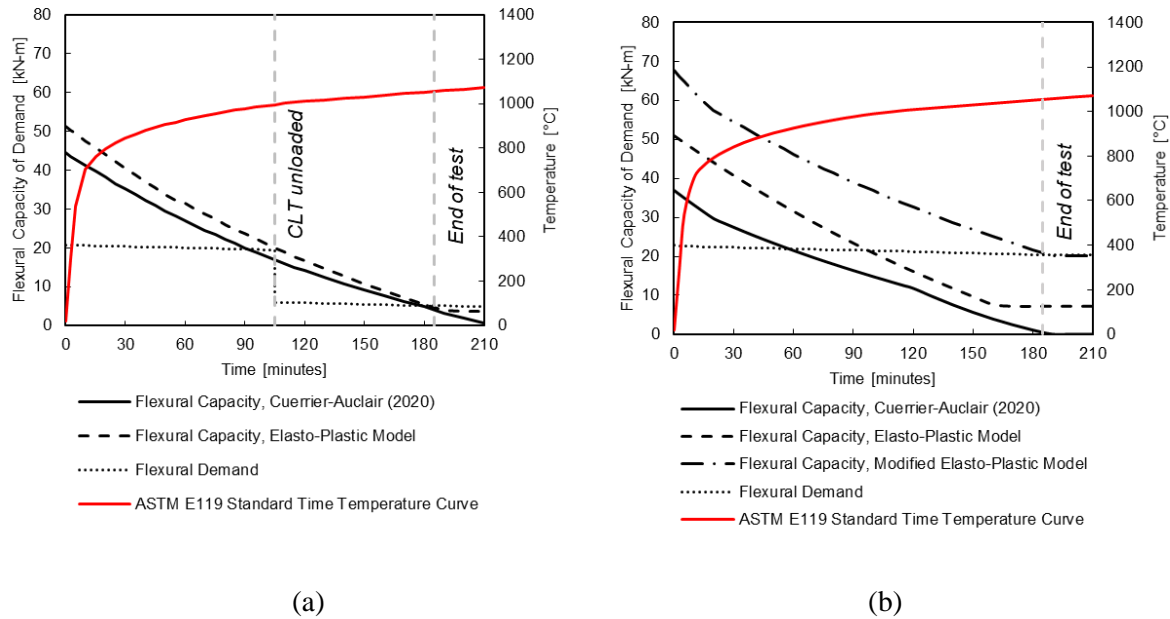 80
70
60
50
40
30
20
10
0
Flexural Capacity of Demand [kN-m]
1400
1200
1000
800
600
400
200
0
Temperature [°C]
CLT unloaded
End of test
0 30 60 90 120 150 180 210
Time [minutes]
Flexural Capacity, Cuerrier-Auclair (2020)
Flexural Capacity, Elasto-Plastic Model
Flexural Demand
ASTM E119 Standard Time Temperature Curve
(a)
80
70
60
50
40
30
20
10
0
Flexural Capacity of Demand [kN-m]
1400
1200
1000
800
600
400
200
0
Temperature [°C]
End of test
0 30 60 90 120 150 180 210
Time [minutes]
Flexural Capacity, Cuerrier-Auclair (2020)
Flexural Capacity, Elasto-Plastic Model
Flexural Capacity, Modified Elasto-Plastic Model
Flexural Demand
ASTM E119 Standard Time Temperature Curve
(b)